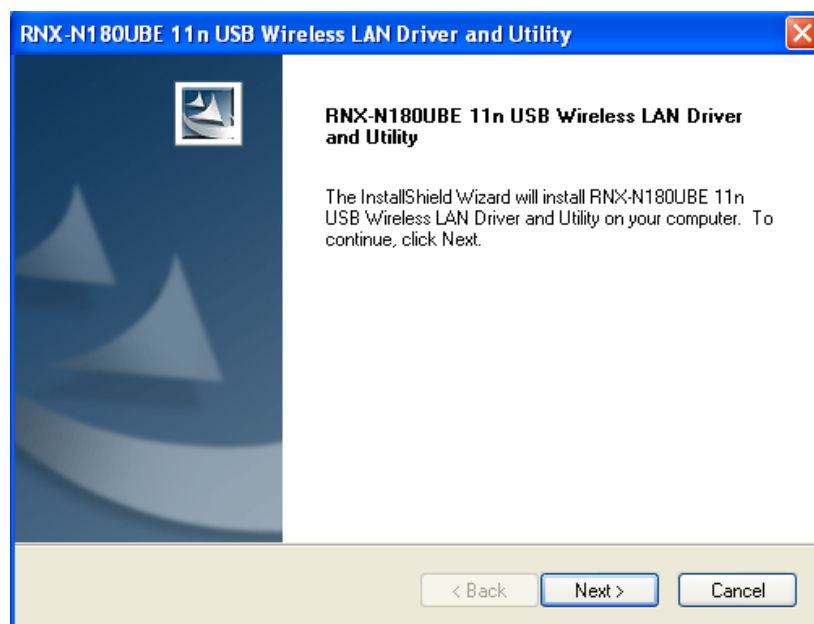 RNX-N180UBE 11n USB Wireless LAN Driver and Utility
RNX-N180UBE 11n USB Wireless LAN Driver
and Utility
The InstallShield Wizard will install RNX-N180UBE 11n
USB Wireless LAN Driver and Utility on your computer. To
continue, click Next.
< Back Next > Cancel